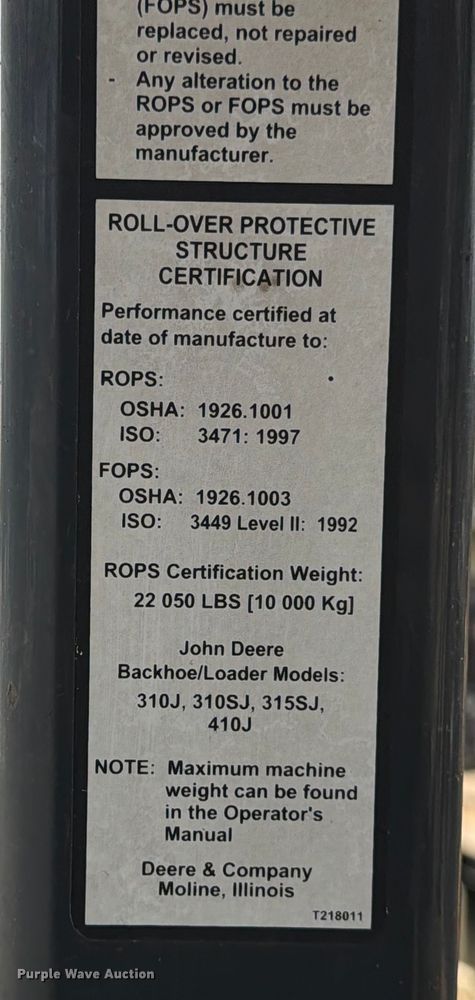 (FOPS) must be
replaced, not repaired
or revised.
- Any alteration to the
ROPS or FOPS must be
approved by the
manufacturer.
ROLL-OVER PROTECTIVE
STRUCTURE
CERTIFICATION
Performance certified at
date of manufacture to:
ROPS:
OSHA: 1926.1001
ISO: 3471: 1997
FOPS:
OSHA: 1926.1003
ISO: 3449 Level II: 1992
ROPS Certification Weight:
22 050 LBS [10 000 Kg]
John Deere
Backhoe/Loader Models:
310J, 310SJ, 315SJ,
410J
NOTE: Maximum machine
weight can be found
in the Operator's
Manual
Deere & Company
Moline, Illinois
T218011
Purple Wave Auction